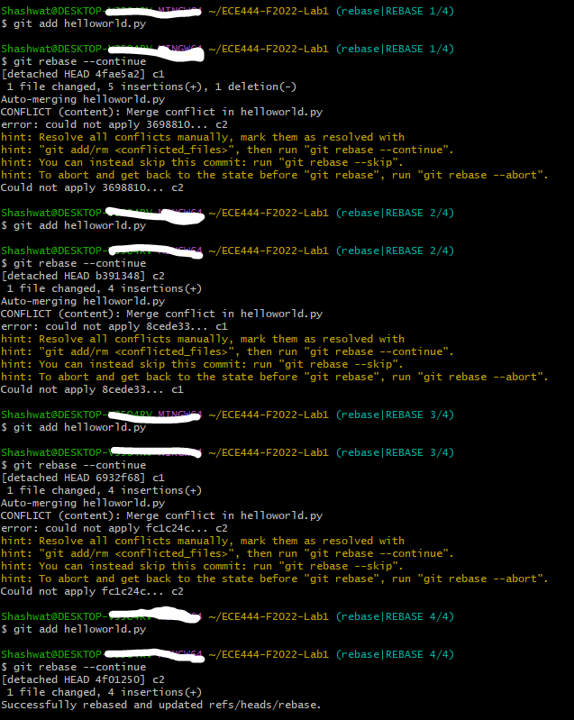 Shashwat@DESKTOP- ~/ECE444-F2022-Lab1 (rebase|REBASE 1/4)
$ git add helloworld.py
Shashwat@DESKTOP- ~/ECE444-F2022-Lab1 (rebase|REBASE 1/4)
$ git rebase --continue
[detached HEAD 4fae5a2] c1
 1 file changed, 5 insertions(+), 1 deletion(-)
Auto-merging helloworld.py
CONFLICT (content): Merge conflict in helloworld.py
error: could not apply 3698810... c2
hint: Resolve all conflicts manually, mark them as resolved with
hint: "git add/rm <conflicted_files>", then run "git rebase --continue".
hint: You can instead skip this commit: run "git rebase --skip".
hint: To abort and get back to the state before "git rebase", run "git rebase --abort".
Could not apply 3698810... c2
Shashwat@DESKTOP- ~/ECE444-F2022-Lab1 (rebase|REBASE 2/4)
$ git add helloworld.py
Shashwat@DESKTOP- ~/ECE444-F2022-Lab1 (rebase|REBASE 2/4)
$ git rebase --continue
[detached HEAD b391348] c2
 1 file changed, 4 insertions(+)
Auto-merging helloworld.py
CONFLICT (content): Merge conflict in helloworld.py
error: could not apply 8cede33... c1
hint: Resolve all conflicts manually, mark them as resolved with
hint: "git add/rm <conflicted_files>", then run "git rebase --continue".
hint: You can instead skip this commit: run "git rebase --skip".
hint: To abort and get back to the state before "git rebase", run "git rebase --abort".
Could not apply 8cede33... c1
Shashwat@DESKTOP- ~/ECE444-F2022-Lab1 (rebase|REBASE 3/4)
$ git add helloworld.py
Shashwat@DESKTOP- ~/ECE444-F2022-Lab1 (rebase|REBASE 3/4)
$ git rebase --continue
[detached HEAD 6932f68] c1
 1 file changed, 4 insertions(+)
Auto-merging helloworld.py
CONFLICT (content): Merge conflict in helloworld.py
error: could not apply fc1c24c... c2
hint: Resolve all conflicts manually, mark them as resolved with
hint: "git add/rm <conflicted_files>", then run "git rebase --continue".
hint: You can instead skip this commit: run "git rebase --skip".
hint: To abort and get back to the state before "git rebase", run "git rebase --abort".
Could not apply fc1c24c... c2
Shashwat@DESKTOP- ~/ECE444-F2022-Lab1 (rebase|REBASE 4/4)
$ git add helloworld.py
Shashwat@DESKTOP- ~/ECE444-F2022-Lab1 (rebase|REBASE 4/4)
$ git rebase --continue
[detached HEAD 4f01250] c2
 1 file changed, 4 insertions(+)
Successfully rebased and updated refs/heads/rebase.